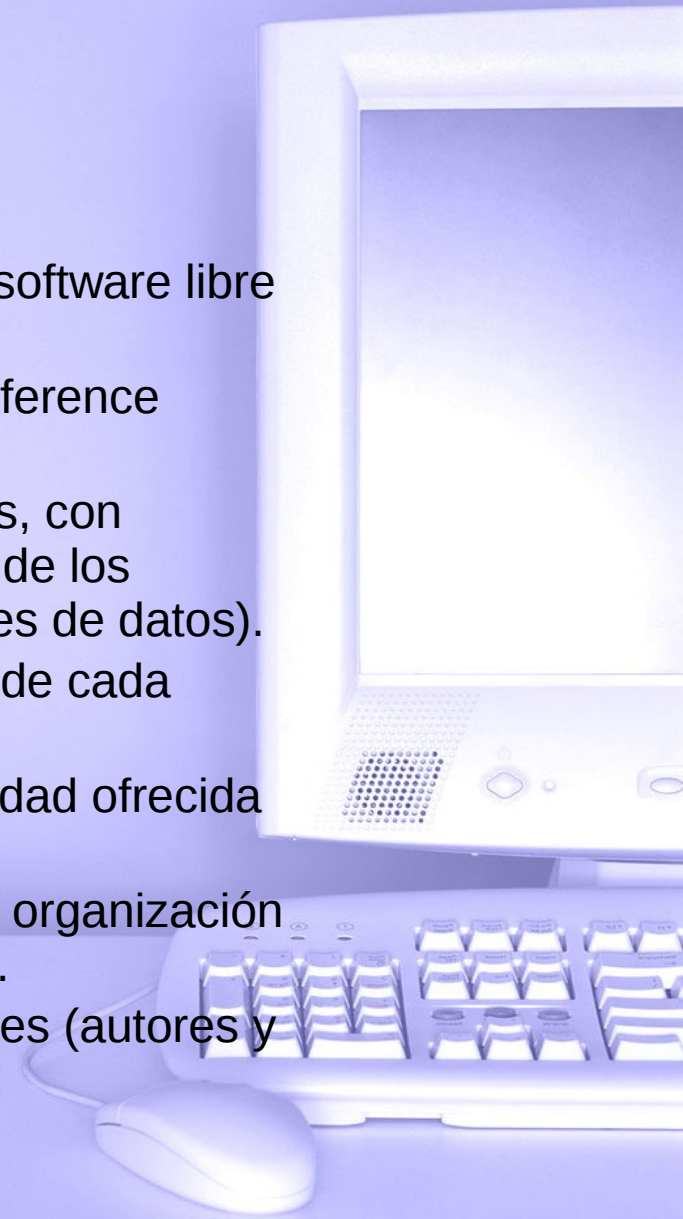 software libre
ference
s, con
de los
es de datos).
de cada
dad ofrecida
organización
.
es (autores y